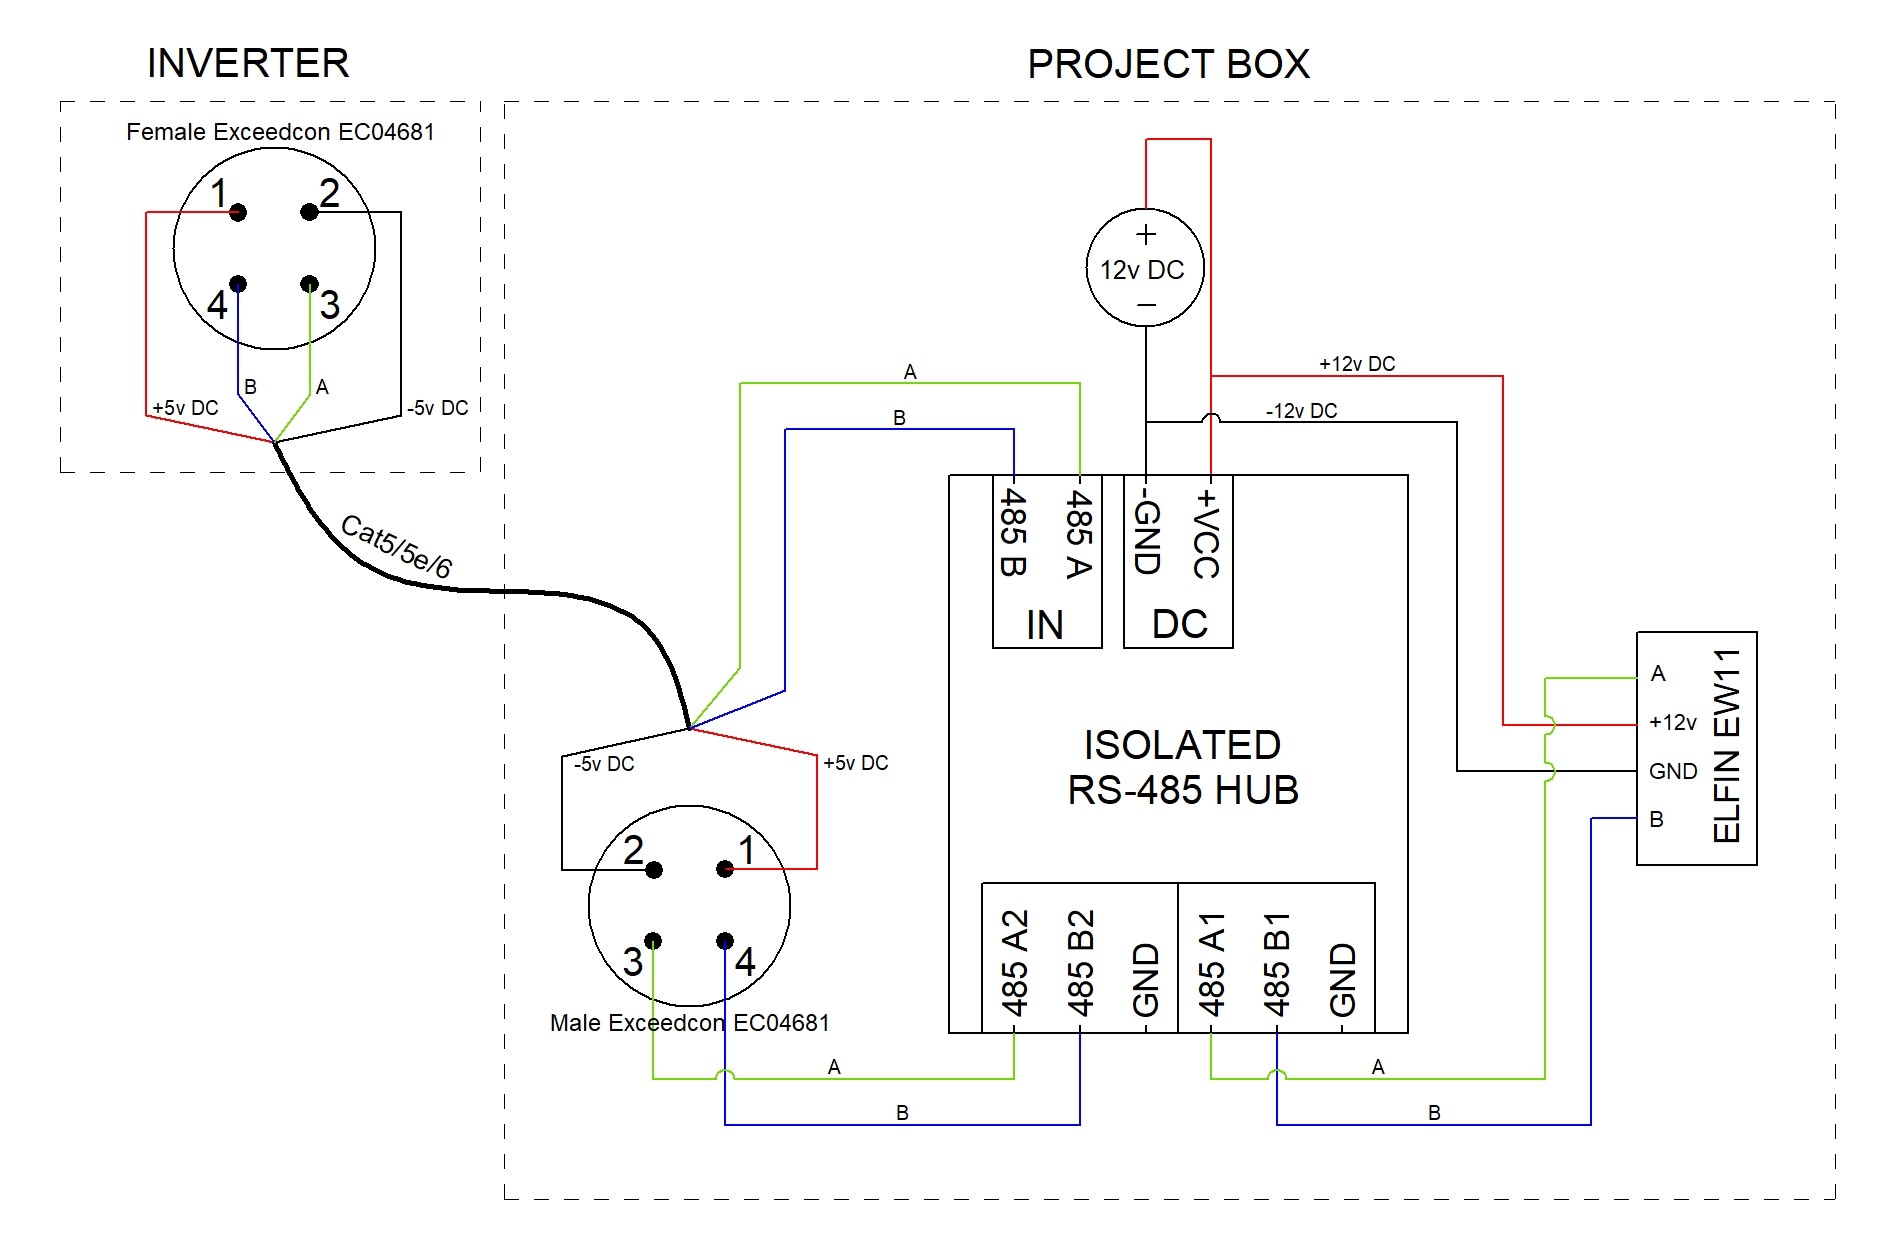 INVERTER
PROJECT BOX
Female Exceedcon EC04681
1
2
4
3
B
A
+5v DC
-5v DC
Cat5/5e/6
+
12v DC
−
+12v DC
-12v DC
A
B
485 B
485 A
IN
-GND
+VCC
DC
ISOLATED
RS-485 HUB
A
+12v
GND
B
ELFIN EW11
-5v DC
+5v DC
2
1
3
4
Male Exceedcon EC04681
485 A2
485 B2
GND
485 A1
485 B1
GND
A
B
A
B